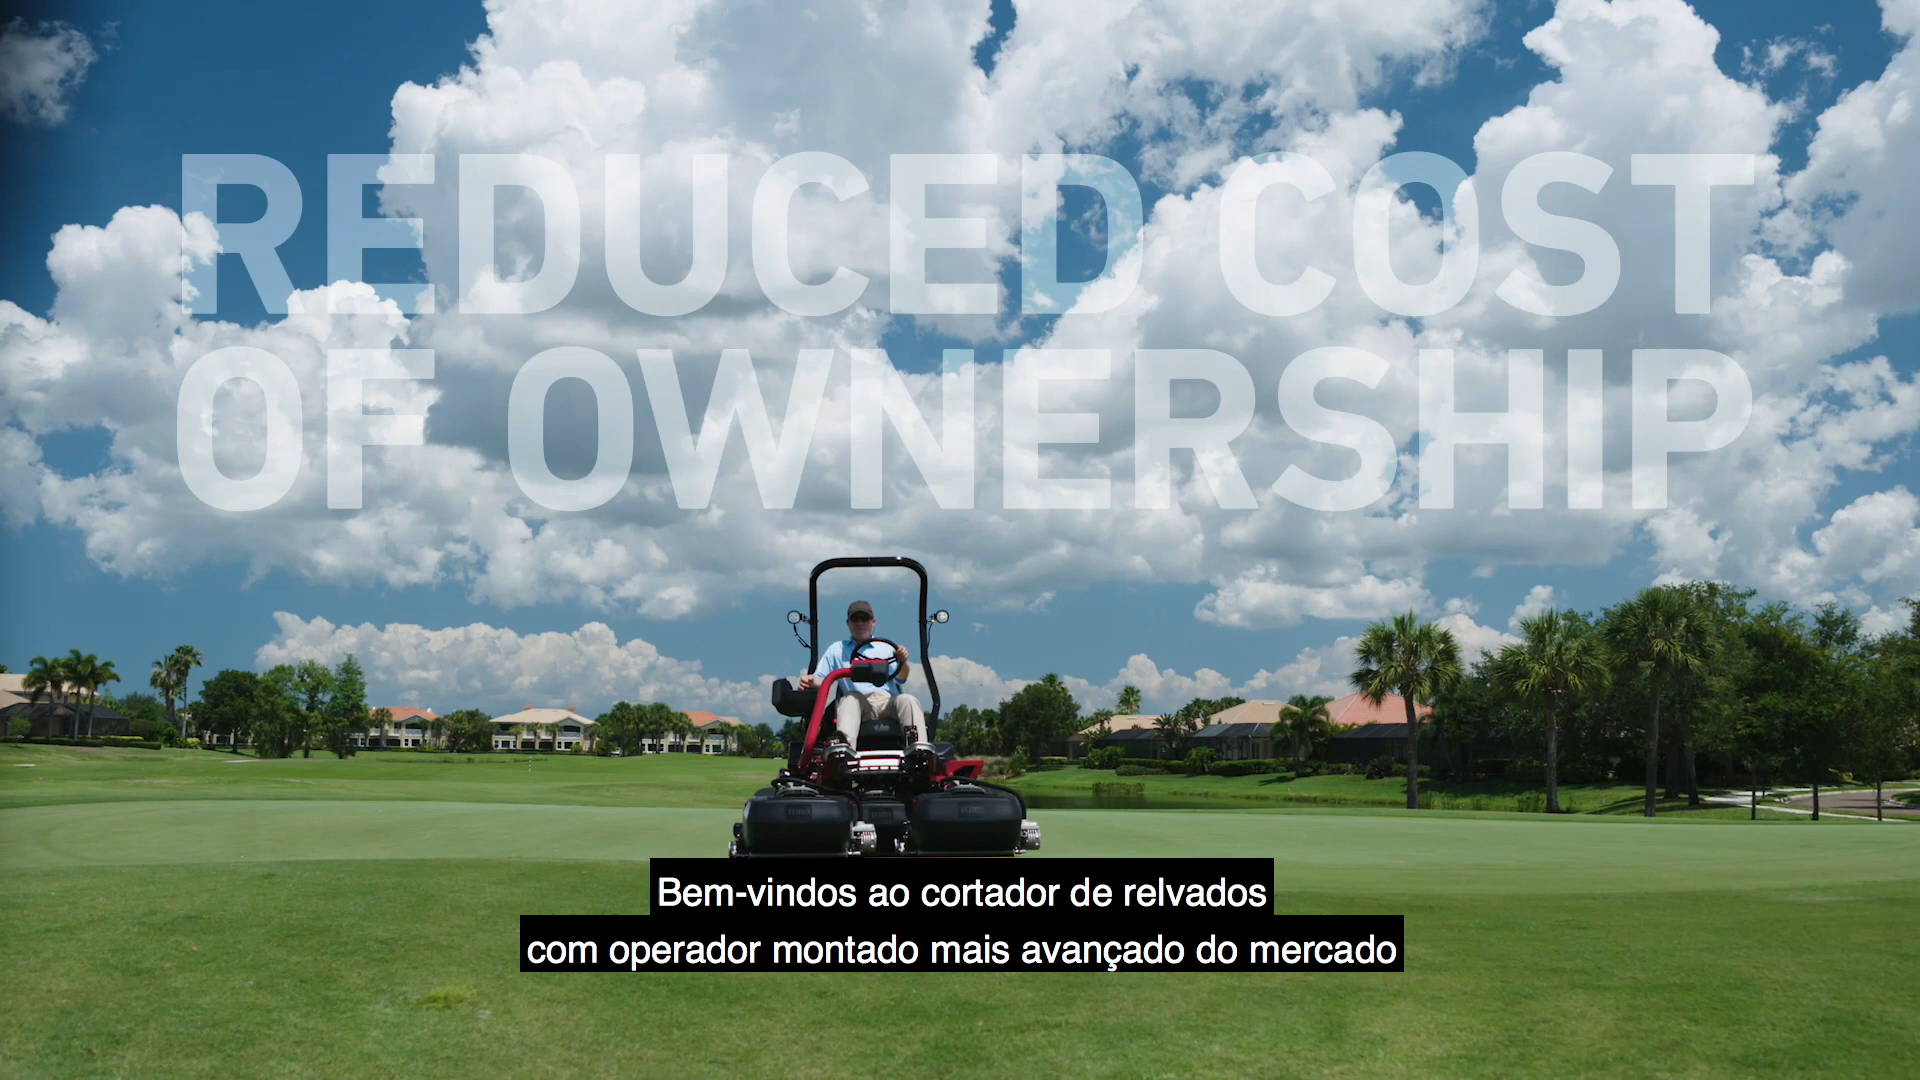 REDUCED COST
OF OWNERSHIP
Bem-vindos ao cortador de relvados
com operador montado mais avançado do mercado